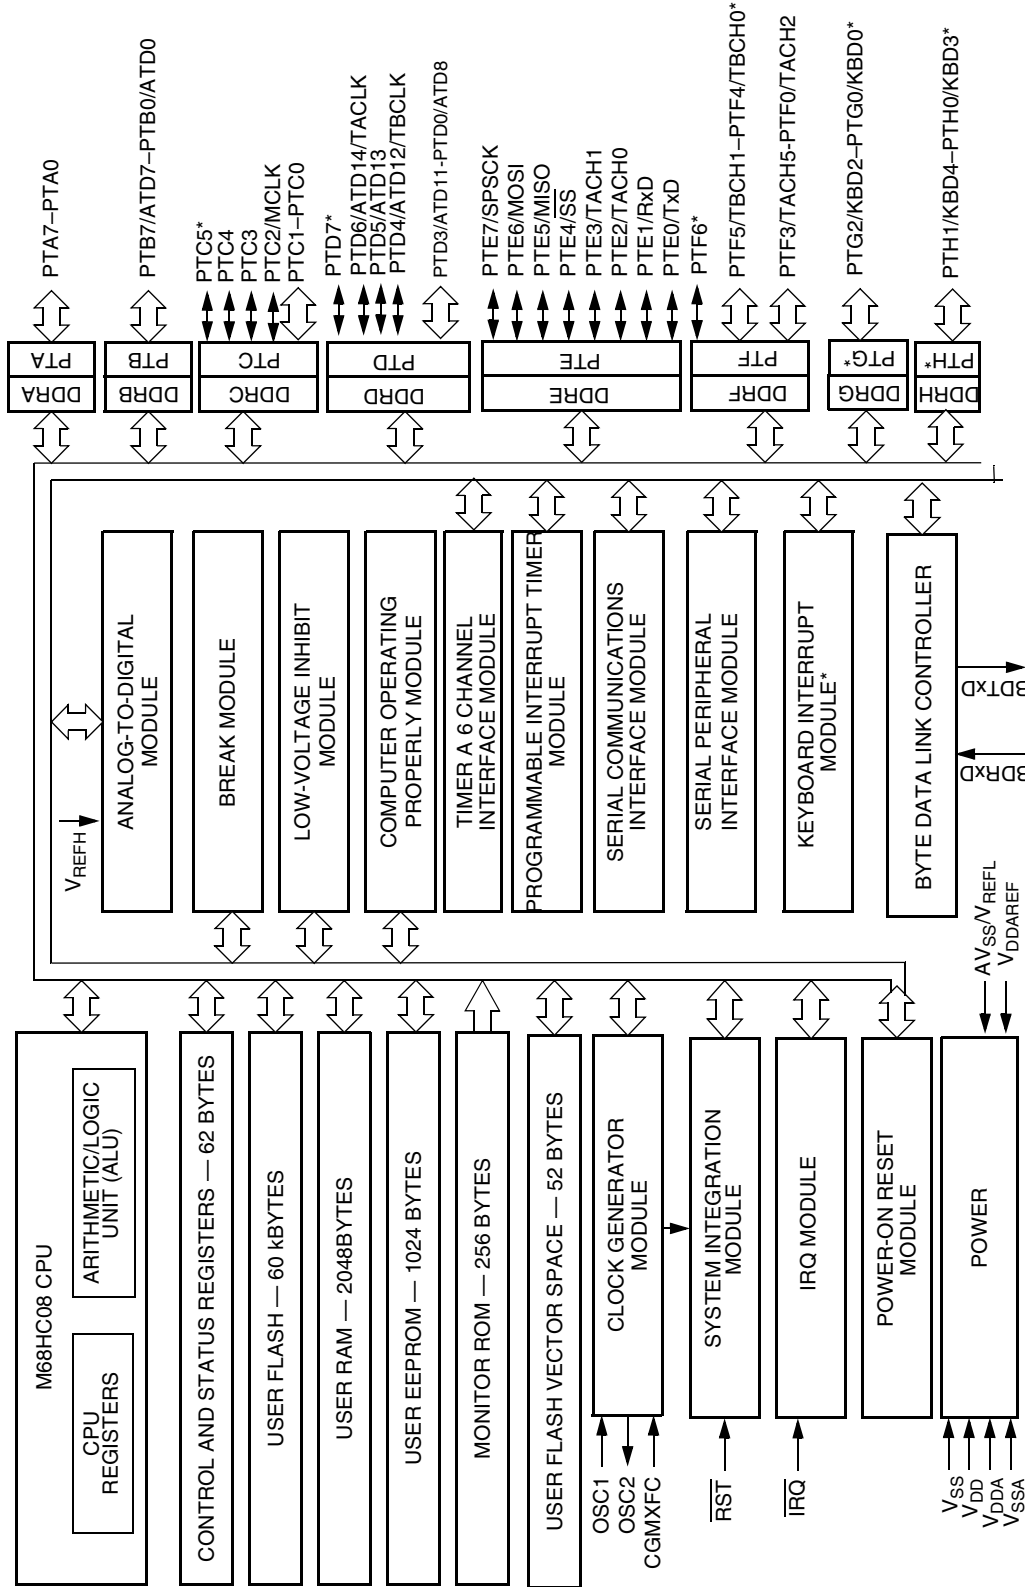 M68HC08 CPU
CPU
REGISTERS
ARITHMETIC/LOGIC
UNIT (ALU)
CONTROL AND STATUS REGISTERS — 62 BYTES
USER FLASH — 60 kBYTES
USER RAM — 2048BYTES
USER EEPROM — 1024 BYTES
MONITOR ROM — 256 BYTES
USER FLASH VECTOR SPACE — 52 BYTES
OSC1
OSC2
CGMXFC
CLOCK GENERATOR
MODULE
RST
SYSTEM INTEGRATION
MODULE
IRQ
IRQ MODULE
POWER-ON RESET
MODULE
VSS
VDD
VDDA
VSSA
POWER
AVSS/VREFL
VDDAREF
VREFH
ANALOG-TO-DIGITAL
MODULE
BREAK MODULE
LOW-VOLTAGE INHIBIT
MODULE
COMPUTER OPERATING
PROPERLY MODULE
TIMER A 6 CHANNEL
INTERFACE MODULE
PROGRAMMABLE INTERRUPT TIMER
MODULE
SERIAL COMMUNICATIONS
INTERFACE MODULE
SERIAL PERIPHERAL
INTERFACE MODULE
KEYBOARD INTERRUPT
MODULE*
BYTE DATA LINK CONTROLLER
BDRxD
BDTxD
DDRA
PTA
PTA7–PTA0
DDRB
PTB
PTB7/ATD7–PTB0/ATD0
DDRC
PTC
PTC5*
PTC4
PTC3
PTC2/MCLK
PTC1–PTC0
DDRD
PTD
PTD7*
PTD6/ATD14/TACLK
PTD5/ATD13
PTD4/ATD12/TBCLK
PTD3/ATD11-PTD0/ATD8
DDRE
PTE
PTE7/SPSCK
PTE6/MOSI
PTE5/MISO
PTE4/SS
PTE3/TACH1
PTE2/TACH0
PTE1/RxD
PTE0/TxD
DDRF
PTF
PTF6*
PTF5/TBCH1–PTF4/TBCH0*
PTF3/TACH5-PTF0/TACH2
DDRG
PTG*
PTG2/KBD2–PTG0/KBD0*
DDRH
PTH*
PTH1/KBD4–PTH0/KBD3*